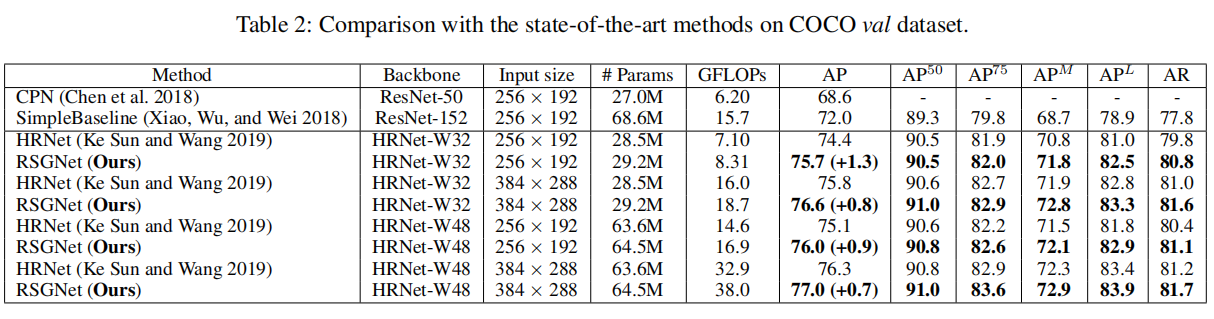 Table 2: Comparison with the state-of-the-art methods on COCO val dataset.
Method Backbone Input size # Params GFLOPs AP AP^50 AP^75 AP^M AP^L AR
CPN (Chen et al. 2018) ResNet-50 256 × 192 27.0M 6.20 68.6 - - - - -
SimpleBaseline (Xiao, Wu, and Wei 2018) ResNet-152 256 × 192 68.6M 15.7 72.0 89.3 79.8 68.7 78.9 77.8
HRNet (Ke Sun and Wang 2019) HRNet-W32 256 × 192 28.5M 7.10 74.4 90.5 81.9 70.8 81.0 79.8
RSGNet (Ours) HRNet-W32 256 × 192 29.2M 8.31 75.7 (+1.3) 90.5 82.0 71.8 82.5 80.8
HRNet (Ke Sun and Wang 2019) HRNet-W32 384 × 288 28.5M 16.0 75.8 90.6 82.7 71.9 82.8 81.0
RSGNet (Ours) HRNet-W32 384 × 288 29.2M 18.7 76.6 (+0.8) 91.0 82.9 72.8 83.3 81.6
HRNet (Ke Sun and Wang 2019) HRNet-W48 256 × 192 63.6M 14.6 75.1 90.6 82.2 71.5 81.8 80.4
RSGNet (Ours) HRNet-W48 256 × 192 64.5M 16.9 76.0 (+0.9) 90.8 82.6 72.1 82.9 81.1
HRNet (Ke Sun and Wang 2019) HRNet-W48 384 × 288 63.6M 32.9 76.3 90.8 82.9 72.3 83.4 81.2
RSGNet (Ours) HRNet-W48 384 × 288 64.5M 38.0 77.0 (+0.7) 91.0 83.6 72.9 83.9 81.7